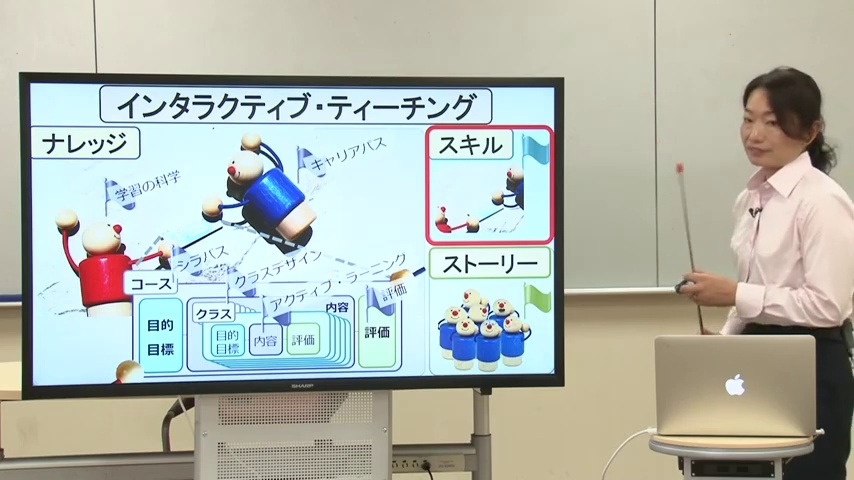 インタラクティブ・ティーチング
ナレッジ
スキル
キャリアパス
学習の科学
シラバス
クラスデザイン
アクティブ・ラーニング
評価
ストーリー
コース
目的
目標
クラス
内容
目的
目標
内容
評価
評価
SHARP